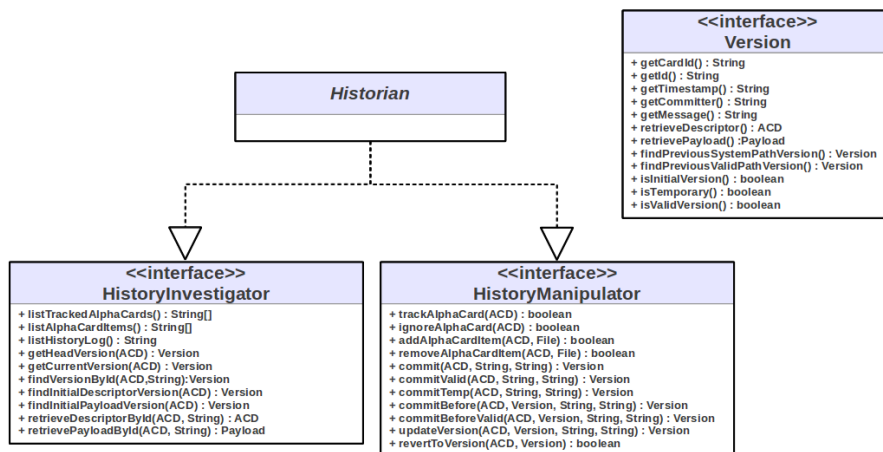 <<interface>>
Version
+ getCardId() : String
+ getId() : String
+ getTimestamp() : String
+ getCommitter() : String
+ getMessage() : String
+ retrieveDescriptor() : ACD
+ retrievePayload() :Payload
+ findPreviousSystemPathVersion() : Version
+ findPreviousValidPathVersion() : Version
+ isInitialVersion() : boolean
+ isTemporary() : boolean
+ isValidVersion() : boolean
Historian
<<interface>>
HistoryInvestigator
+ listTrackedAlphaCards() : String[]
+ listAlphaCardItems() : String[]
+ listHistoryLog() : String
+ getHeadVersion(ACD) : Version
+ getCurrentVersion(ACD) : Version
+ findVersionById(ACD,String):Version
+ findInitialDescriptorVersion(ACD) : Version
+ findInitialPayloadVersion(ACD) : Version
+ retrieveDescriptorById(ACD, String) : ACD
+ retrievePayloadById(ACD, String) : Payload
<<interface>>
HistoryManipulator
+ trackAlphaCard(ACD) : boolean
+ ignoreAlphaCard(ACD) : boolean
+ addAlphaCardItem(ACD, File) : boolean
+ removeAlphaCardItem(ACD, File) : boolean
+ commit(ACD, String, String) : Version
+ commitValid(ACD, String, String) : Version
+ commitTemp(ACD, String, String) : Version
+ commitBefore(ACD, Version, String, String) : Version
+ commitBeforeValid(ACD, Version, String, String) : Version
+ updateVersion(ACD, Version, String, String) : Version
+ revertToVersion(ACD, Version) : boolean